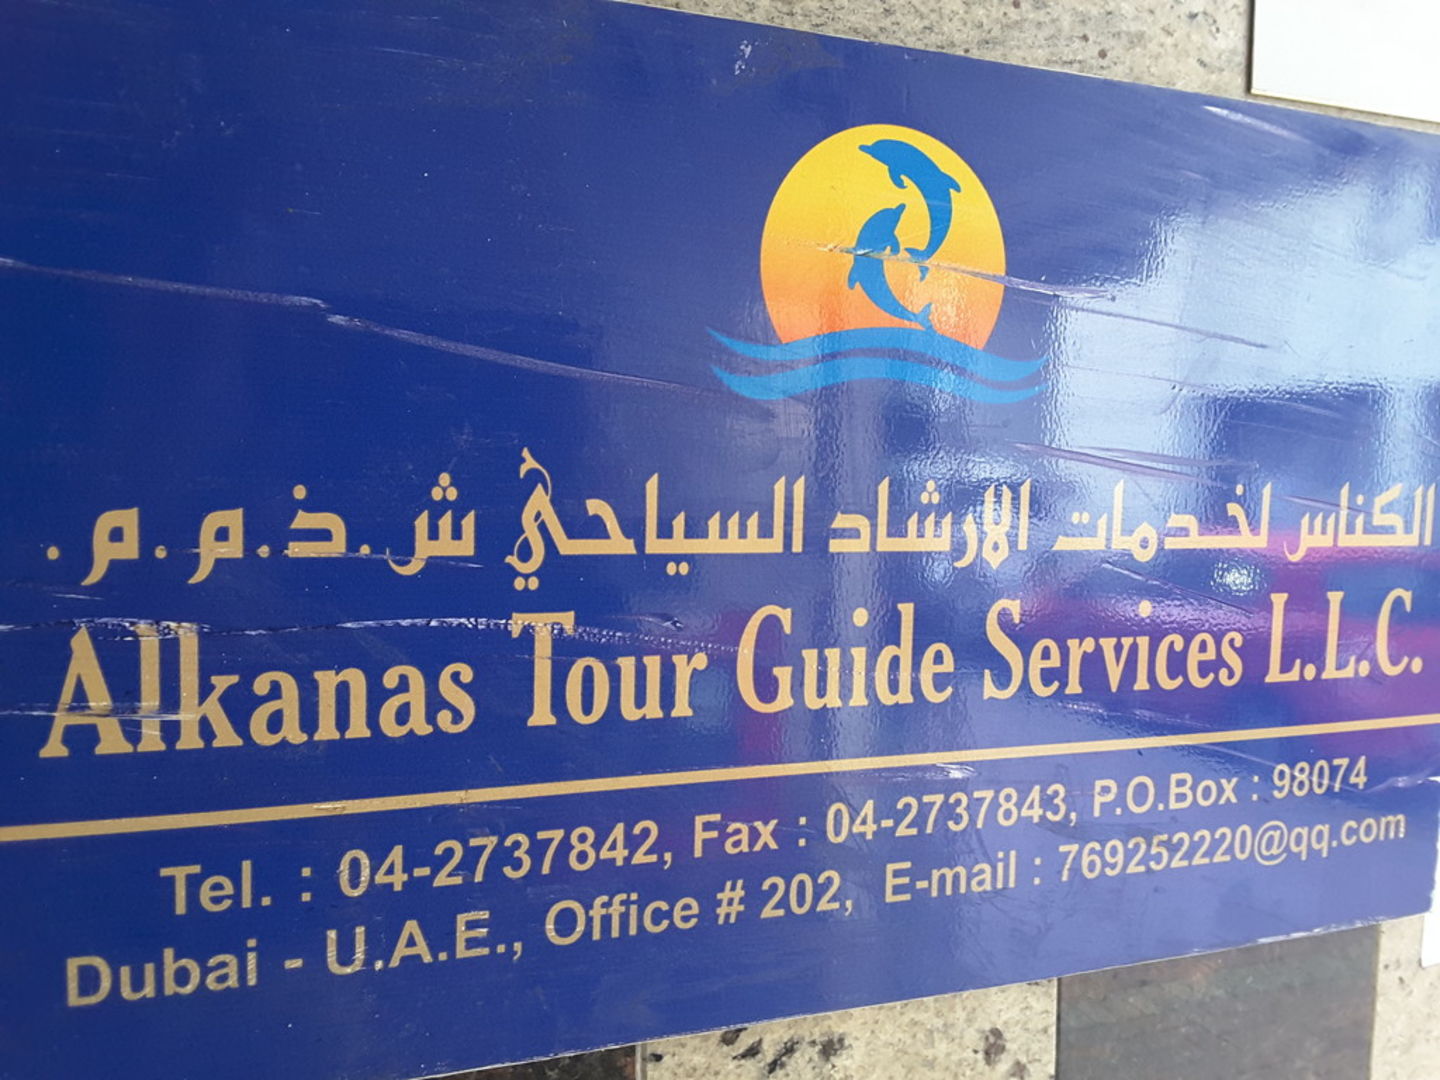 الكناس لخدمات الارشاد السياحي ش.ذ.م.م.
Alkanas Tour Guide Services L.L.C.
Tel. : 04-2737842, Fax : 04-2737843, P.O.Box : 98074
Dubai - U.A.E., Office # 202, E-mail : 769252220@qq.com